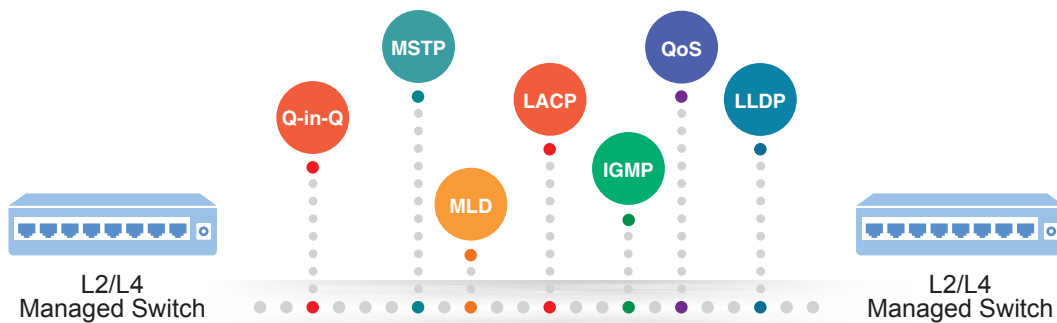 MSTP
QoS
Q-in-Q
LACP
LLDP
IGMP
MLD
L2/L4
Managed Switch
L2/L4
Managed Switch